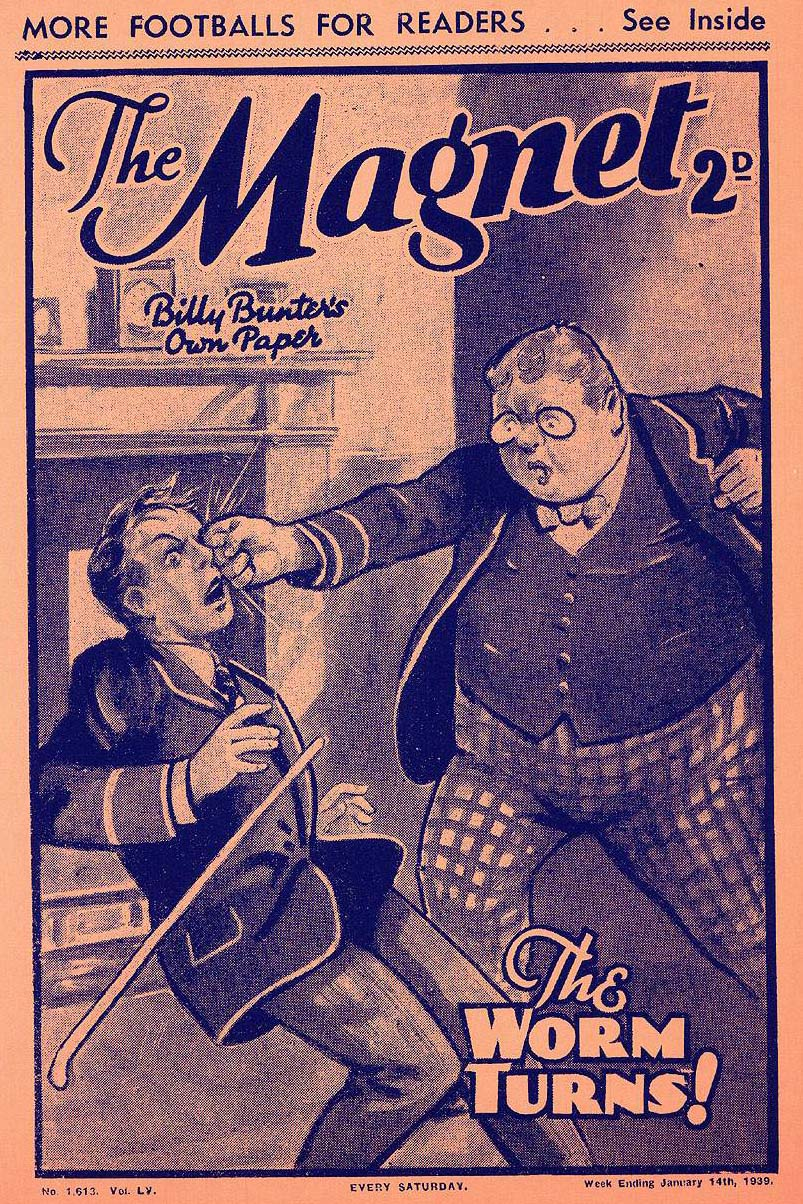 MORE FOOTBALLS FOR READERS . . . See Inside
The Magnet 2D
Billy Bunter's
Own Paper
The
WORM
TURNS!
No. 1,613. Vol. LV. EVERY SATURDAY. Week Ending January 14th, 1939.